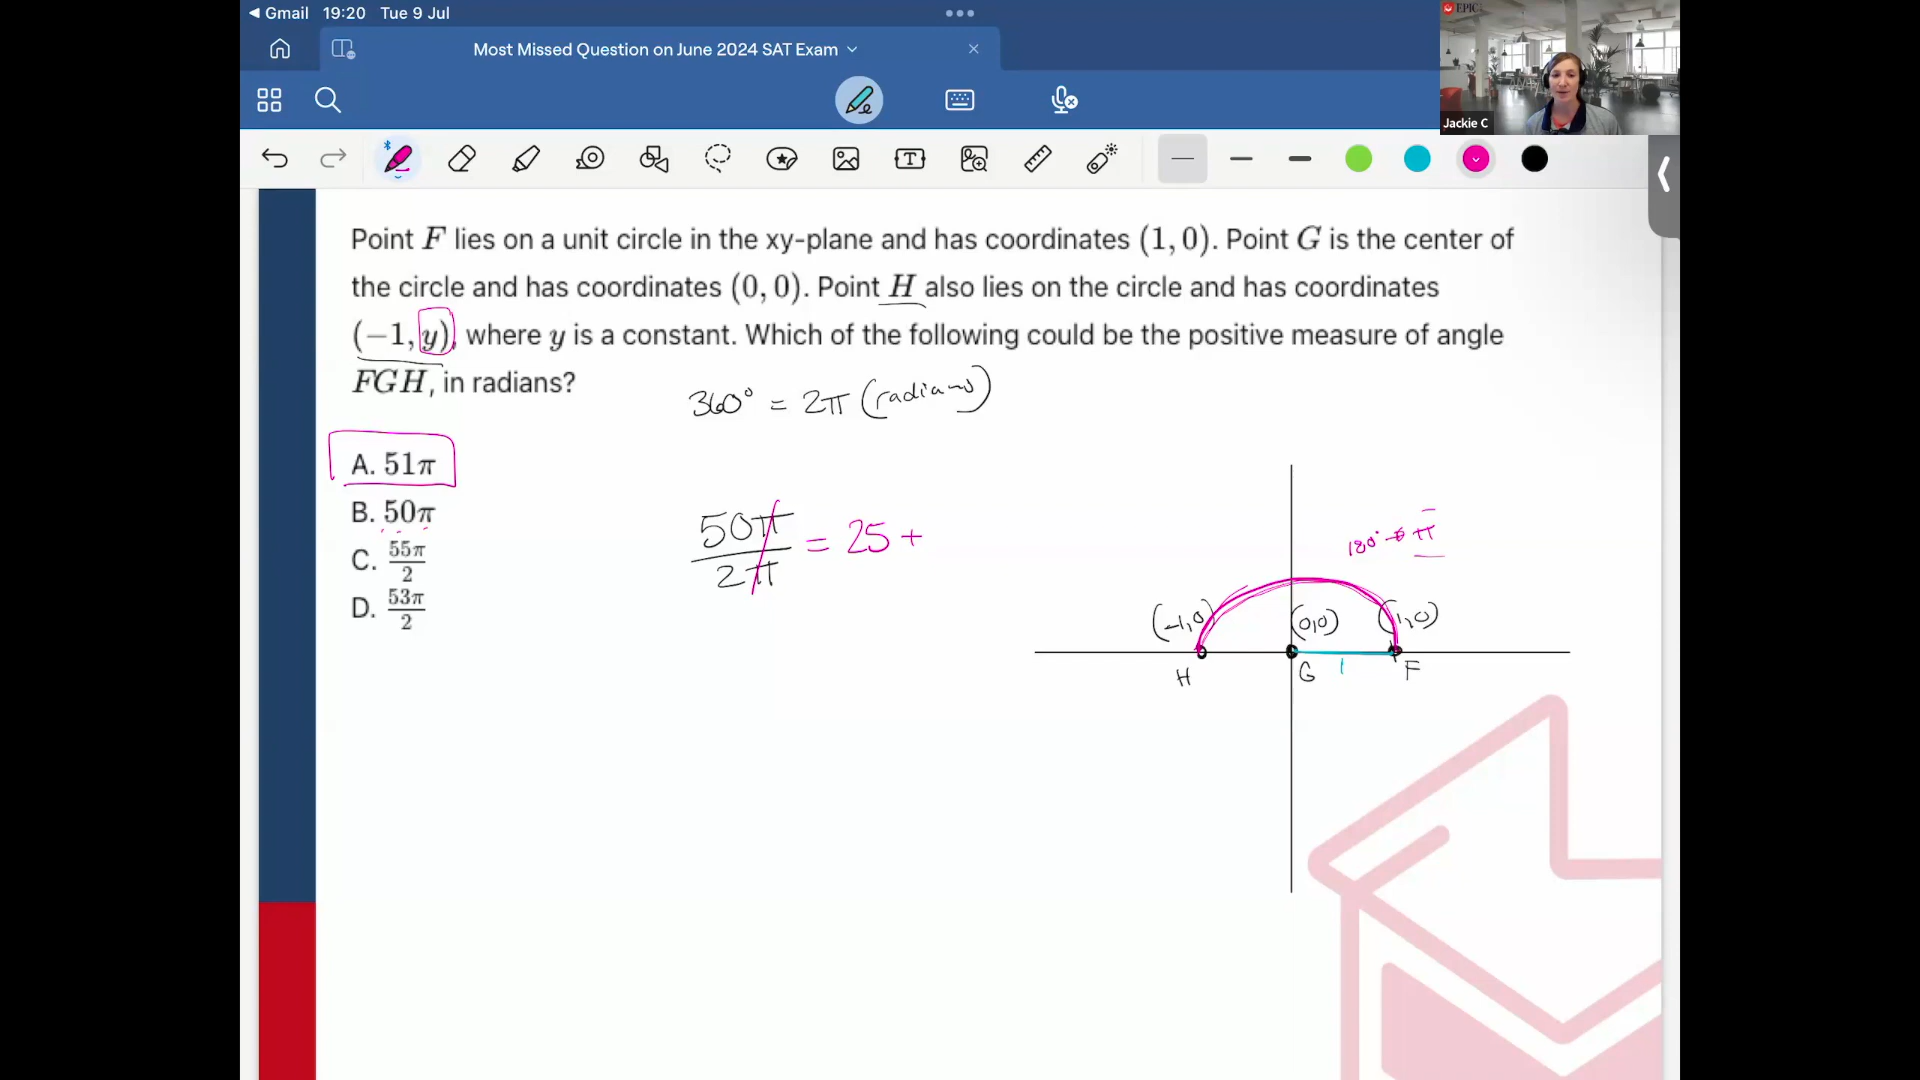 Gmail 19:20 Tue 9 Jul
Most Missed Question on June 2024 SAT Exam
EPIC
Jackie C
Point F lies on a unit circle in the xy-plane and has coordinates (1, 0). Point G is the center of
the circle and has coordinates (0, 0). Point H also lies on the circle and has coordinates
(−1, y), where y is a constant. Which of the following could be the positive measure of angle
FGH, in radians?
360° = 2π (radians)
A. 51π
B. 50π
C. 55π/2
D. 53π/2
50π/2π = 25 +
180° → π
(-1,0) (0,0) (1,0)
H G 1 F